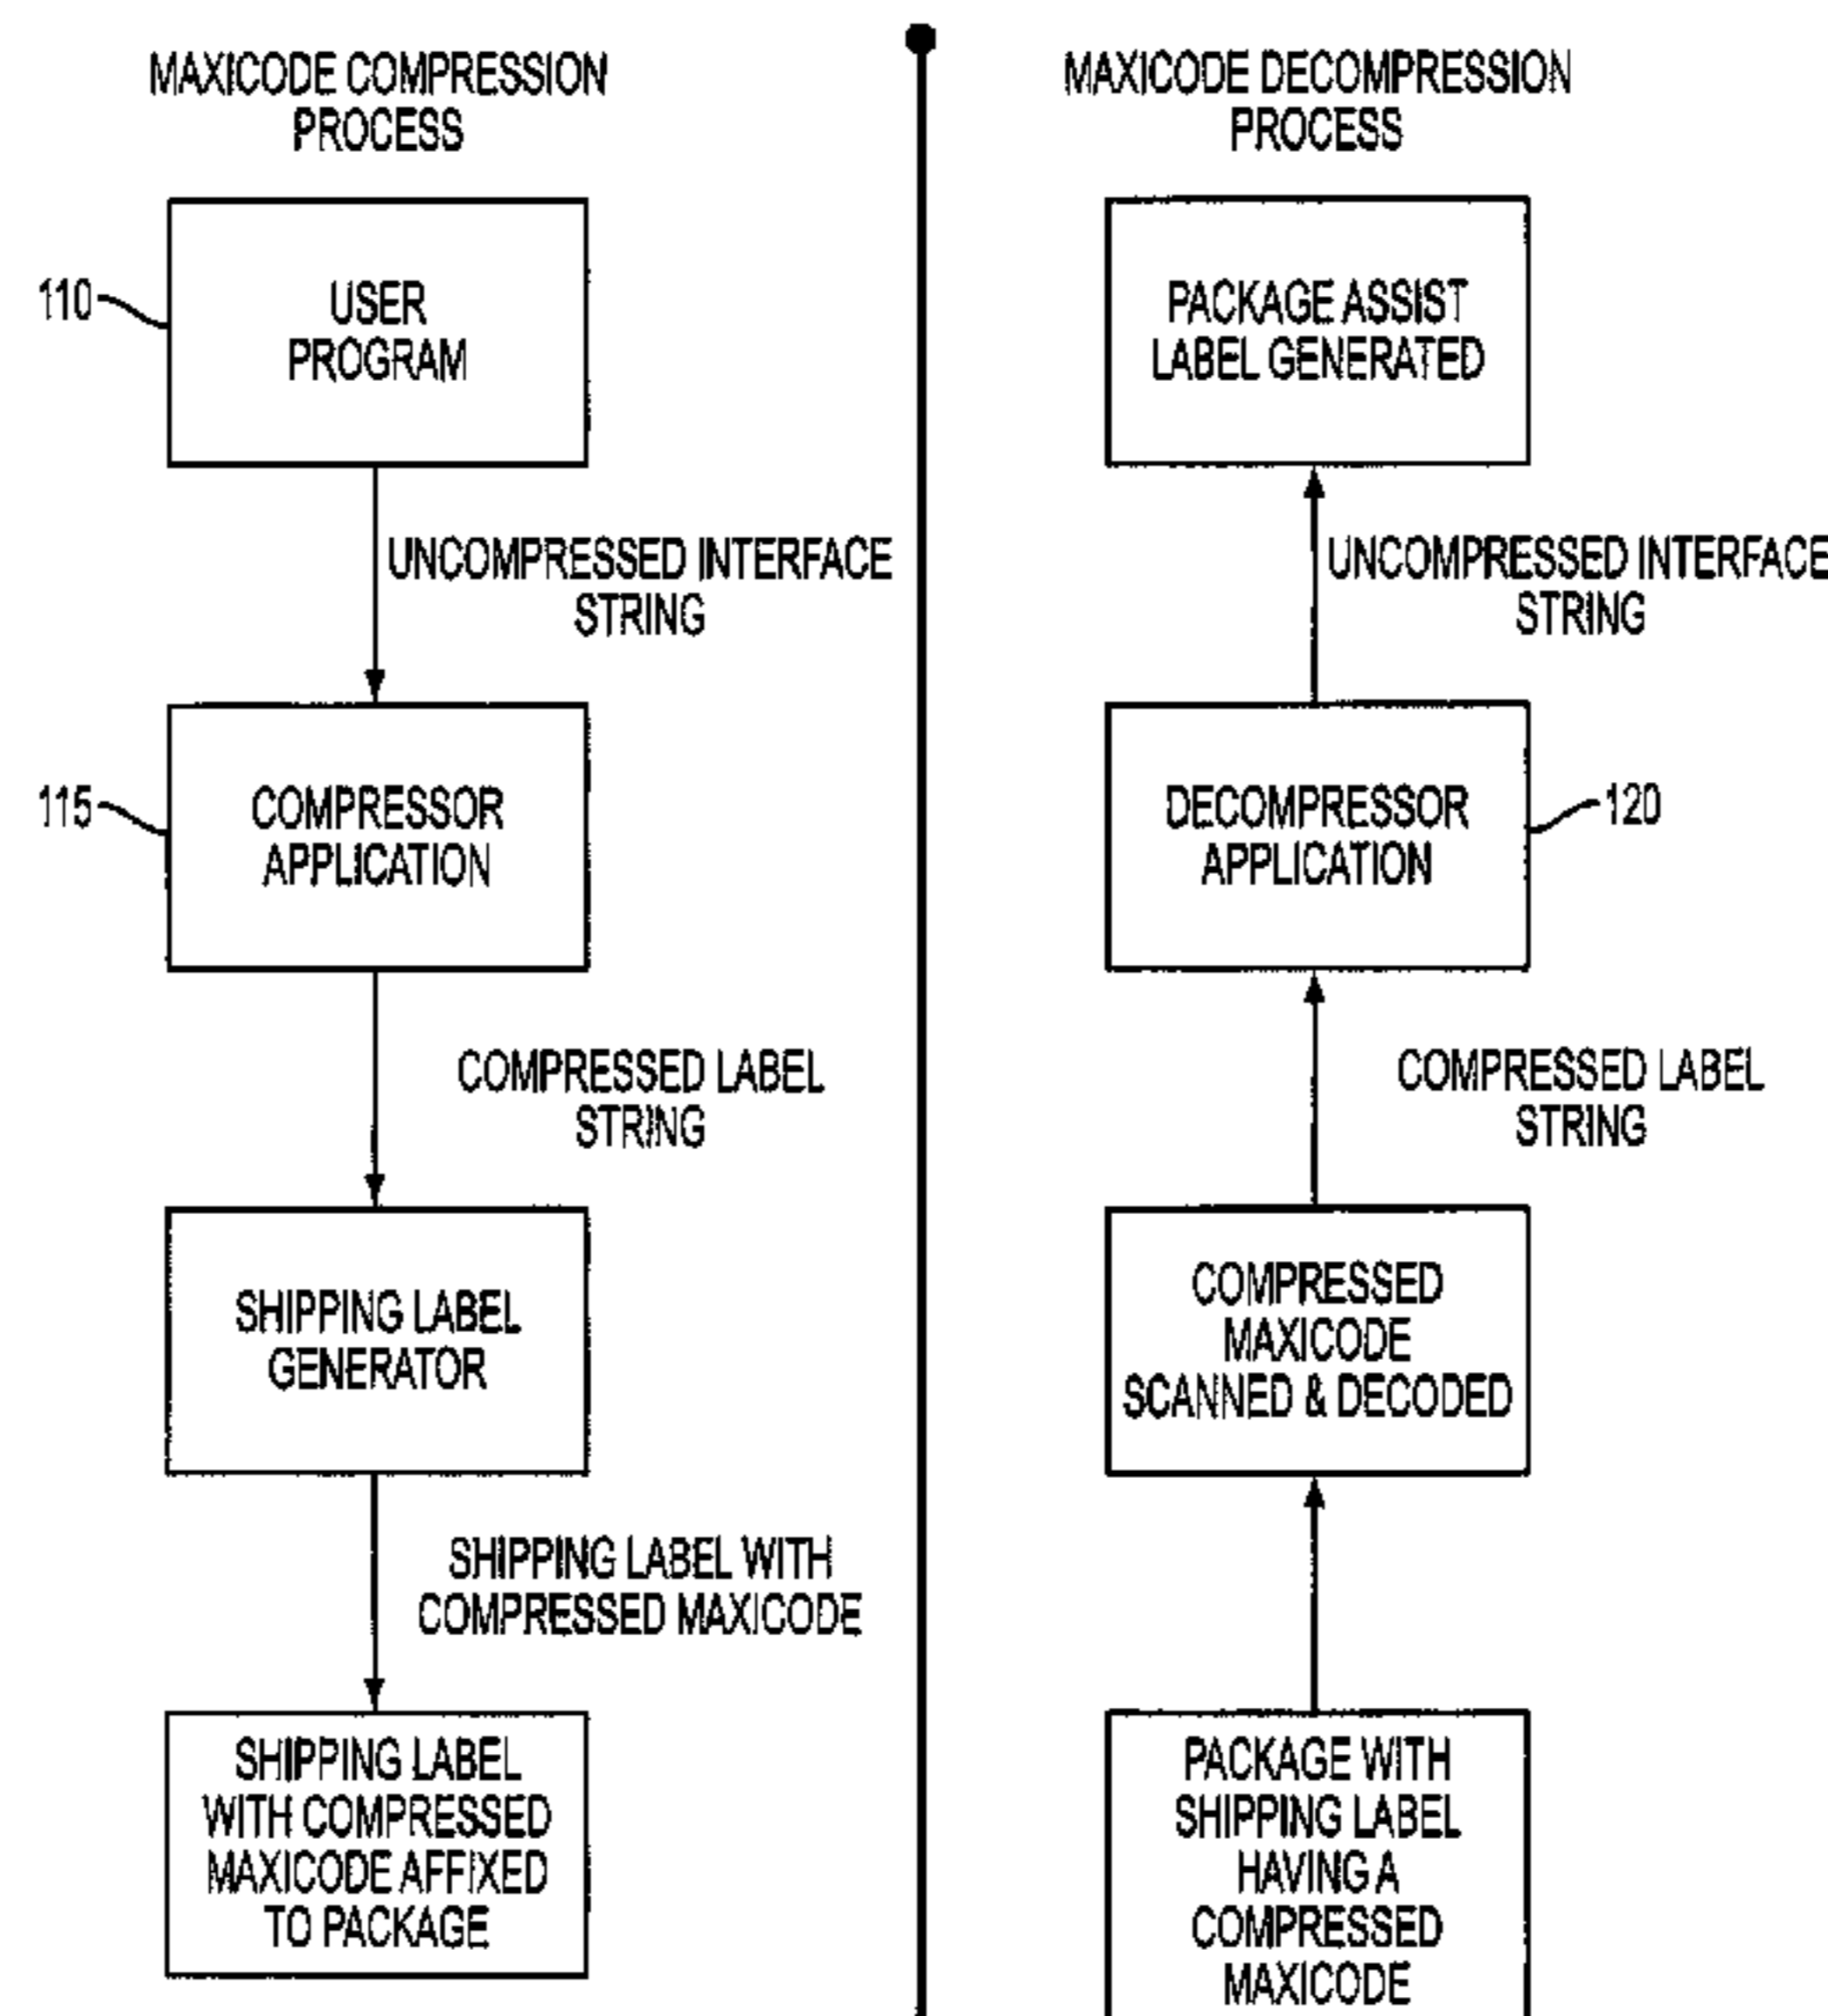 MAXICODE COMPRESSION
PROCESS
110
USER
PROGRAM
UNCOMPRESSED INTERFACE
STRING
115
COMPRESSOR
APPLICATION
COMPRESSED LABEL
STRING
SHIPPING LABEL
GENERATOR
SHIPPING LABEL WITH
COMPRESSED MAXICODE
SHIPPING LABEL
WITH COMPRESSED
MAXICODE AFFIXED
TO PACKAGE
MAXICODE DECOMPRESSION
PROCESS
PACKAGE ASSIST
LABEL GENERATED
UNCOMPRESSED INTERFACE
STRING
DECOMPRESSOR
APPLICATION
120
COMPRESSED LABEL
STRING
COMPRESSED
MAXICODE
SCANNED & DECODED
PACKAGE WITH
SHIPPING LABEL
HAVING A
COMPRESSED
MAXICODE